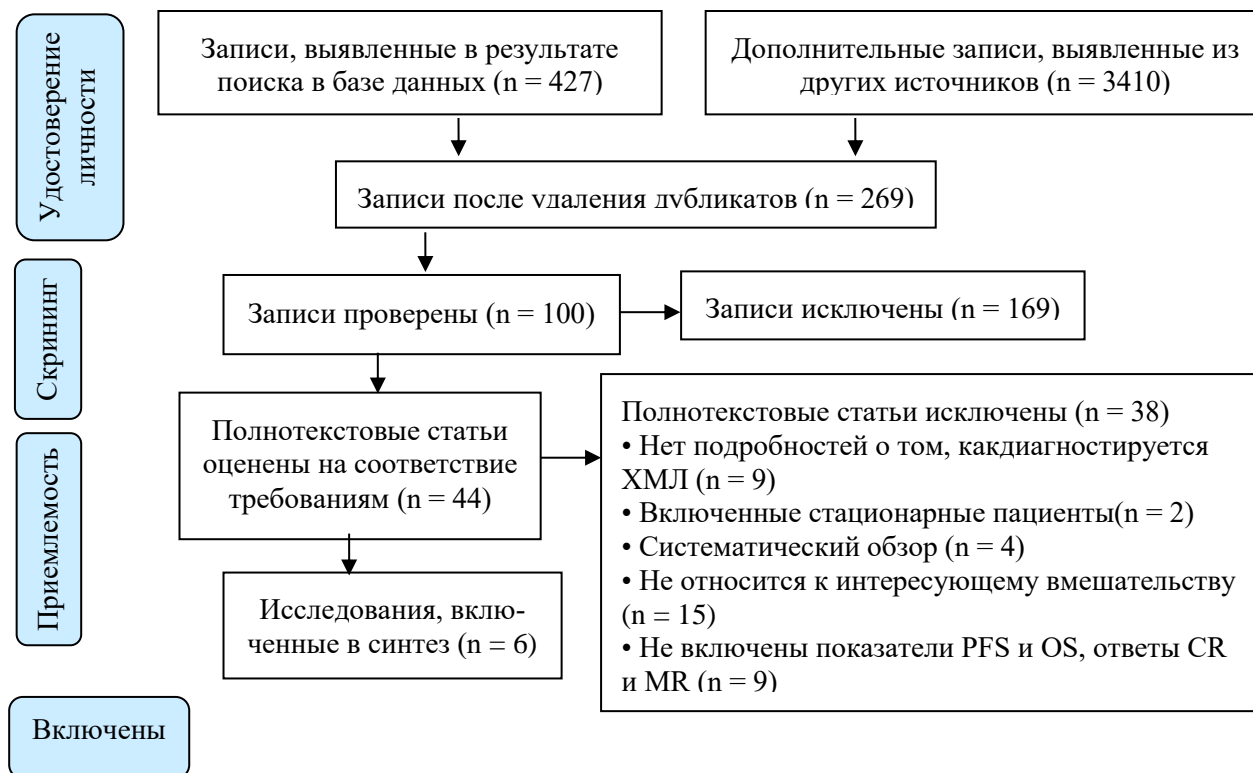 Удостоверение
личности
Записи, выявленные в результате
поиска в базе данных (n = 427)
Дополнительные записи, выявленные из
других источников (n = 3410)
Записи после удаления дубликатов (n = 269)
Скрининг
Записи проверены (n = 100)
Записи исключены (n = 169)
Приемлемость
Полнотекстовые статьи
оценены на соответствие
требованиям (n = 44)
Полнотекстовые статьи исключены (n = 38)
• Нет подробностей о том, какдиагностируется
ХМЛ (n = 9)
• Включенные стационарные пациенты(n = 2)
• Систематический обзор (n = 4)
• Не относится к интересующему вмешательству
(n = 15)
• Не включены показатели PFS и OS, ответы CR
и MR (n = 9)
Исследования, вклю-
ченные в синтез (n = 6)
Включены